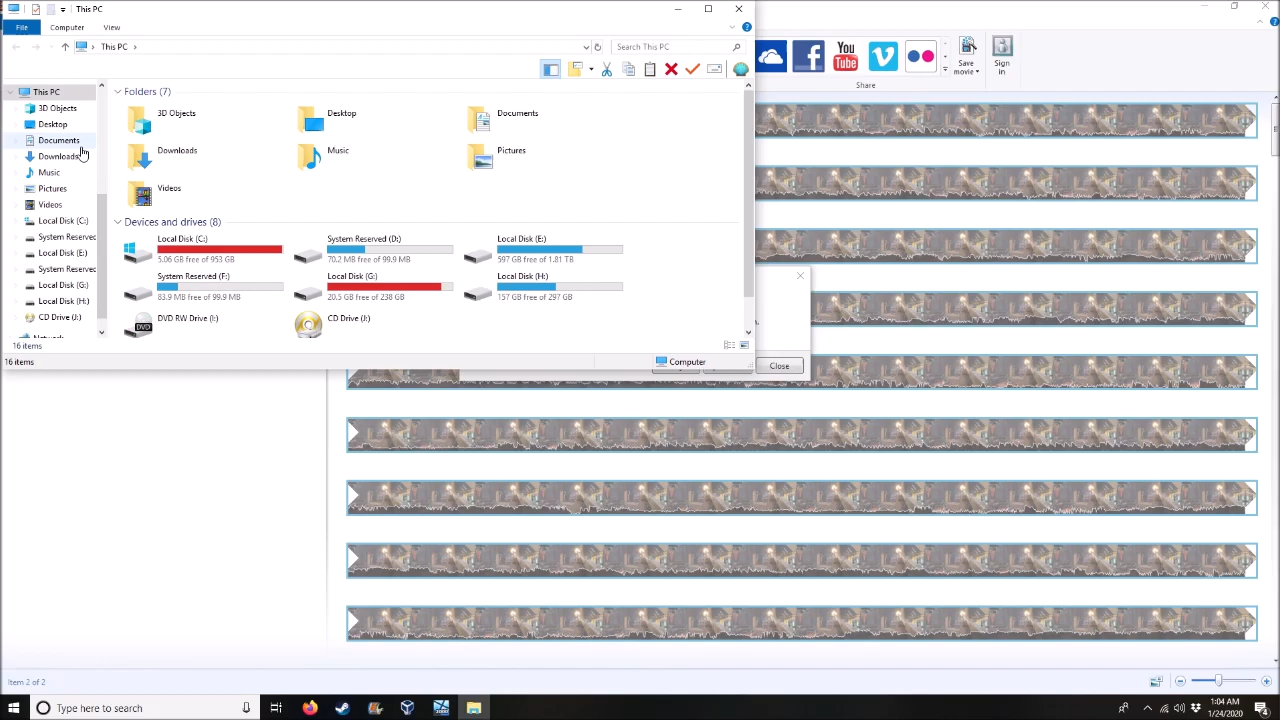 This PC
File
Computer
View
This PC
Search This PC
This PC
3D Objects
Desktop
Documents
Downloads
Music
Pictures
Videos
Local Disk (C:)
System Reserved
Local Disk (E:)
System Reserved
Local Disk (G:)
Local Disk (H:)
CD Drive (J:)
Network
Folders (7)
3D Objects
Desktop
Documents
Downloads
Music
Pictures
Videos
Devices and drives (8)
Local Disk (C:)
5.06 GB free of 953 GB
System Reserved (D:)
70.2 MB free of 99.9 MB
Local Disk (E:)
597 GB free of 1.81 TB
System Reserved (F:)
83.9 MB free of 99.9 MB
Local Disk (G:)
20.5 GB free of 238 GB
Local Disk (H:)
157 GB free of 297 GB
DVD RW Drive (I:)
CD Drive (J:)
16 items
16 items
Computer
You
Tube
Save
movie
Sign
in
Share
Close
Item 2 of 2
Type here to search
1:04 AM
1/24/2020